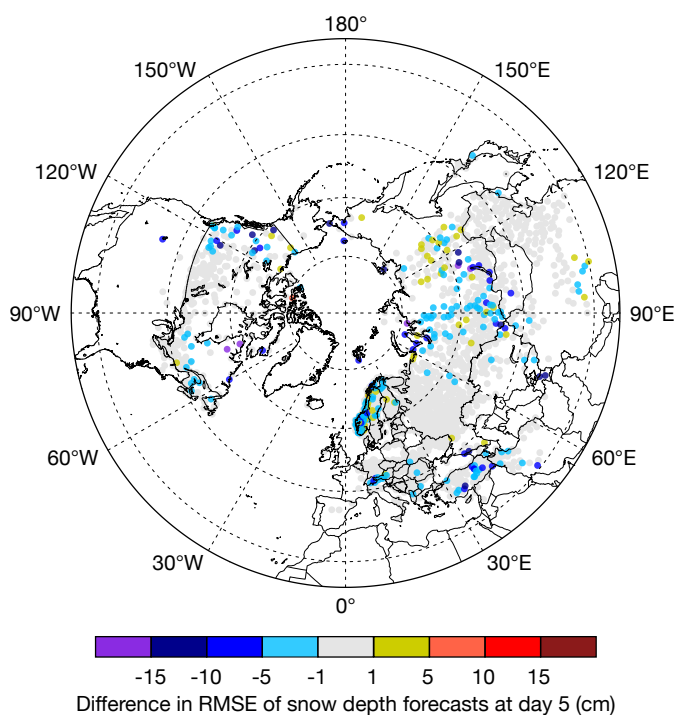 180°
150°W 150°E
120°W 120°E
90°W 90°E
60°W 60°E
30°W 30°E
0°
-15 -10 -5 -1 1 5 10 15
Difference in RMSE of snow depth forecasts at day 5 (cm)